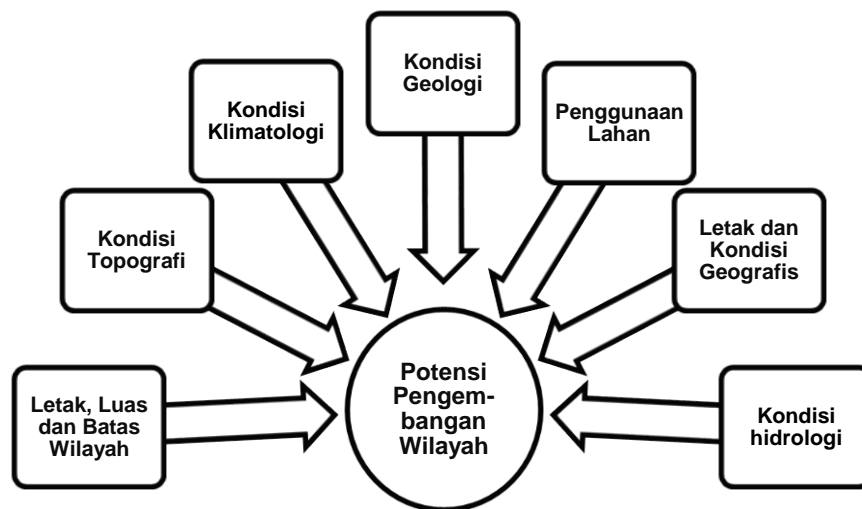 Kondisi
Geologi
Kondisi
Klimatologi
Penggunaan
Lahan
Kondisi
Topografi
Letak dan
Kondisi
Geografis
Letak, Luas
dan Batas
Wilayah
Potensi
Pengem-
bangan
Wilayah
Kondisi
hidrologi